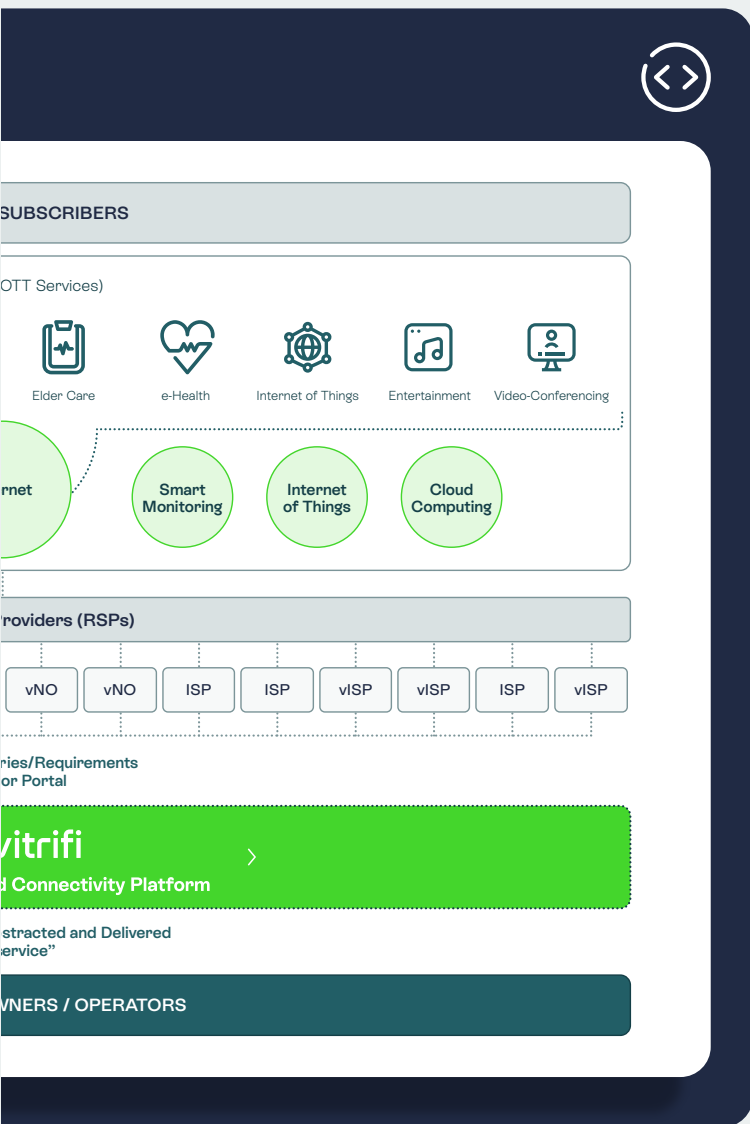 SUBSCRIBERS
OTT Services)
Elder Care
e-Health
Internet of Things
Entertainment
Video-Conferencing
rnet
Smart
Monitoring
Internet
of Things
Cloud
Computing
roviders (RSPs)
vNO
vNO
ISP
ISP
vISP
vISP
ISP
vISP
ries/Requirements
or Portal
vitrifi
d Connectivity Platform
stracted and Delivered
service”
WNERS / OPERATORS